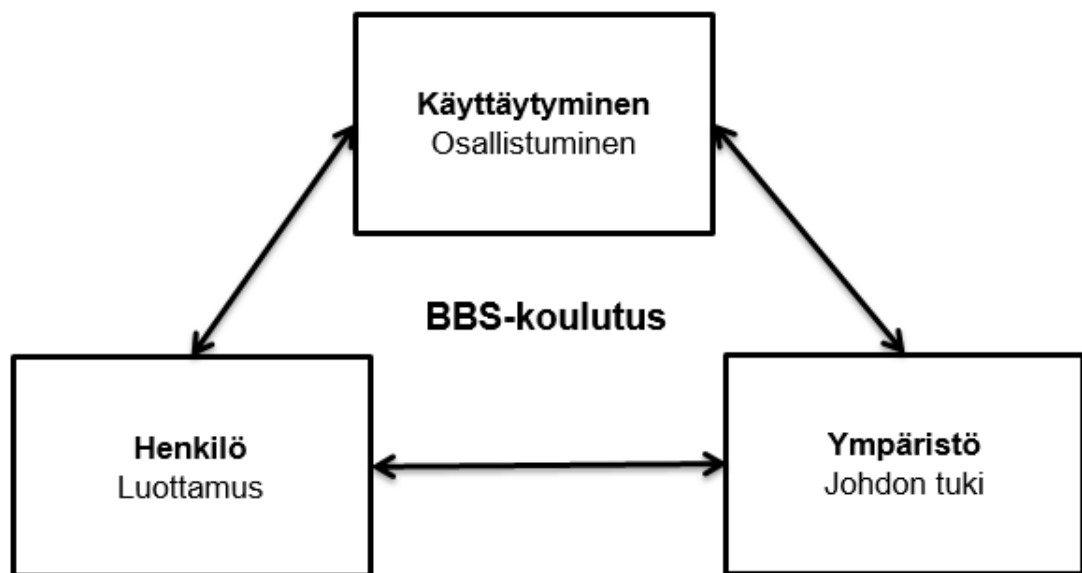 Käyttäytyminen
Osallistuminen
BBS-koulutus
Henkilö
Luottamus
Ympäristö
Johdon tuki